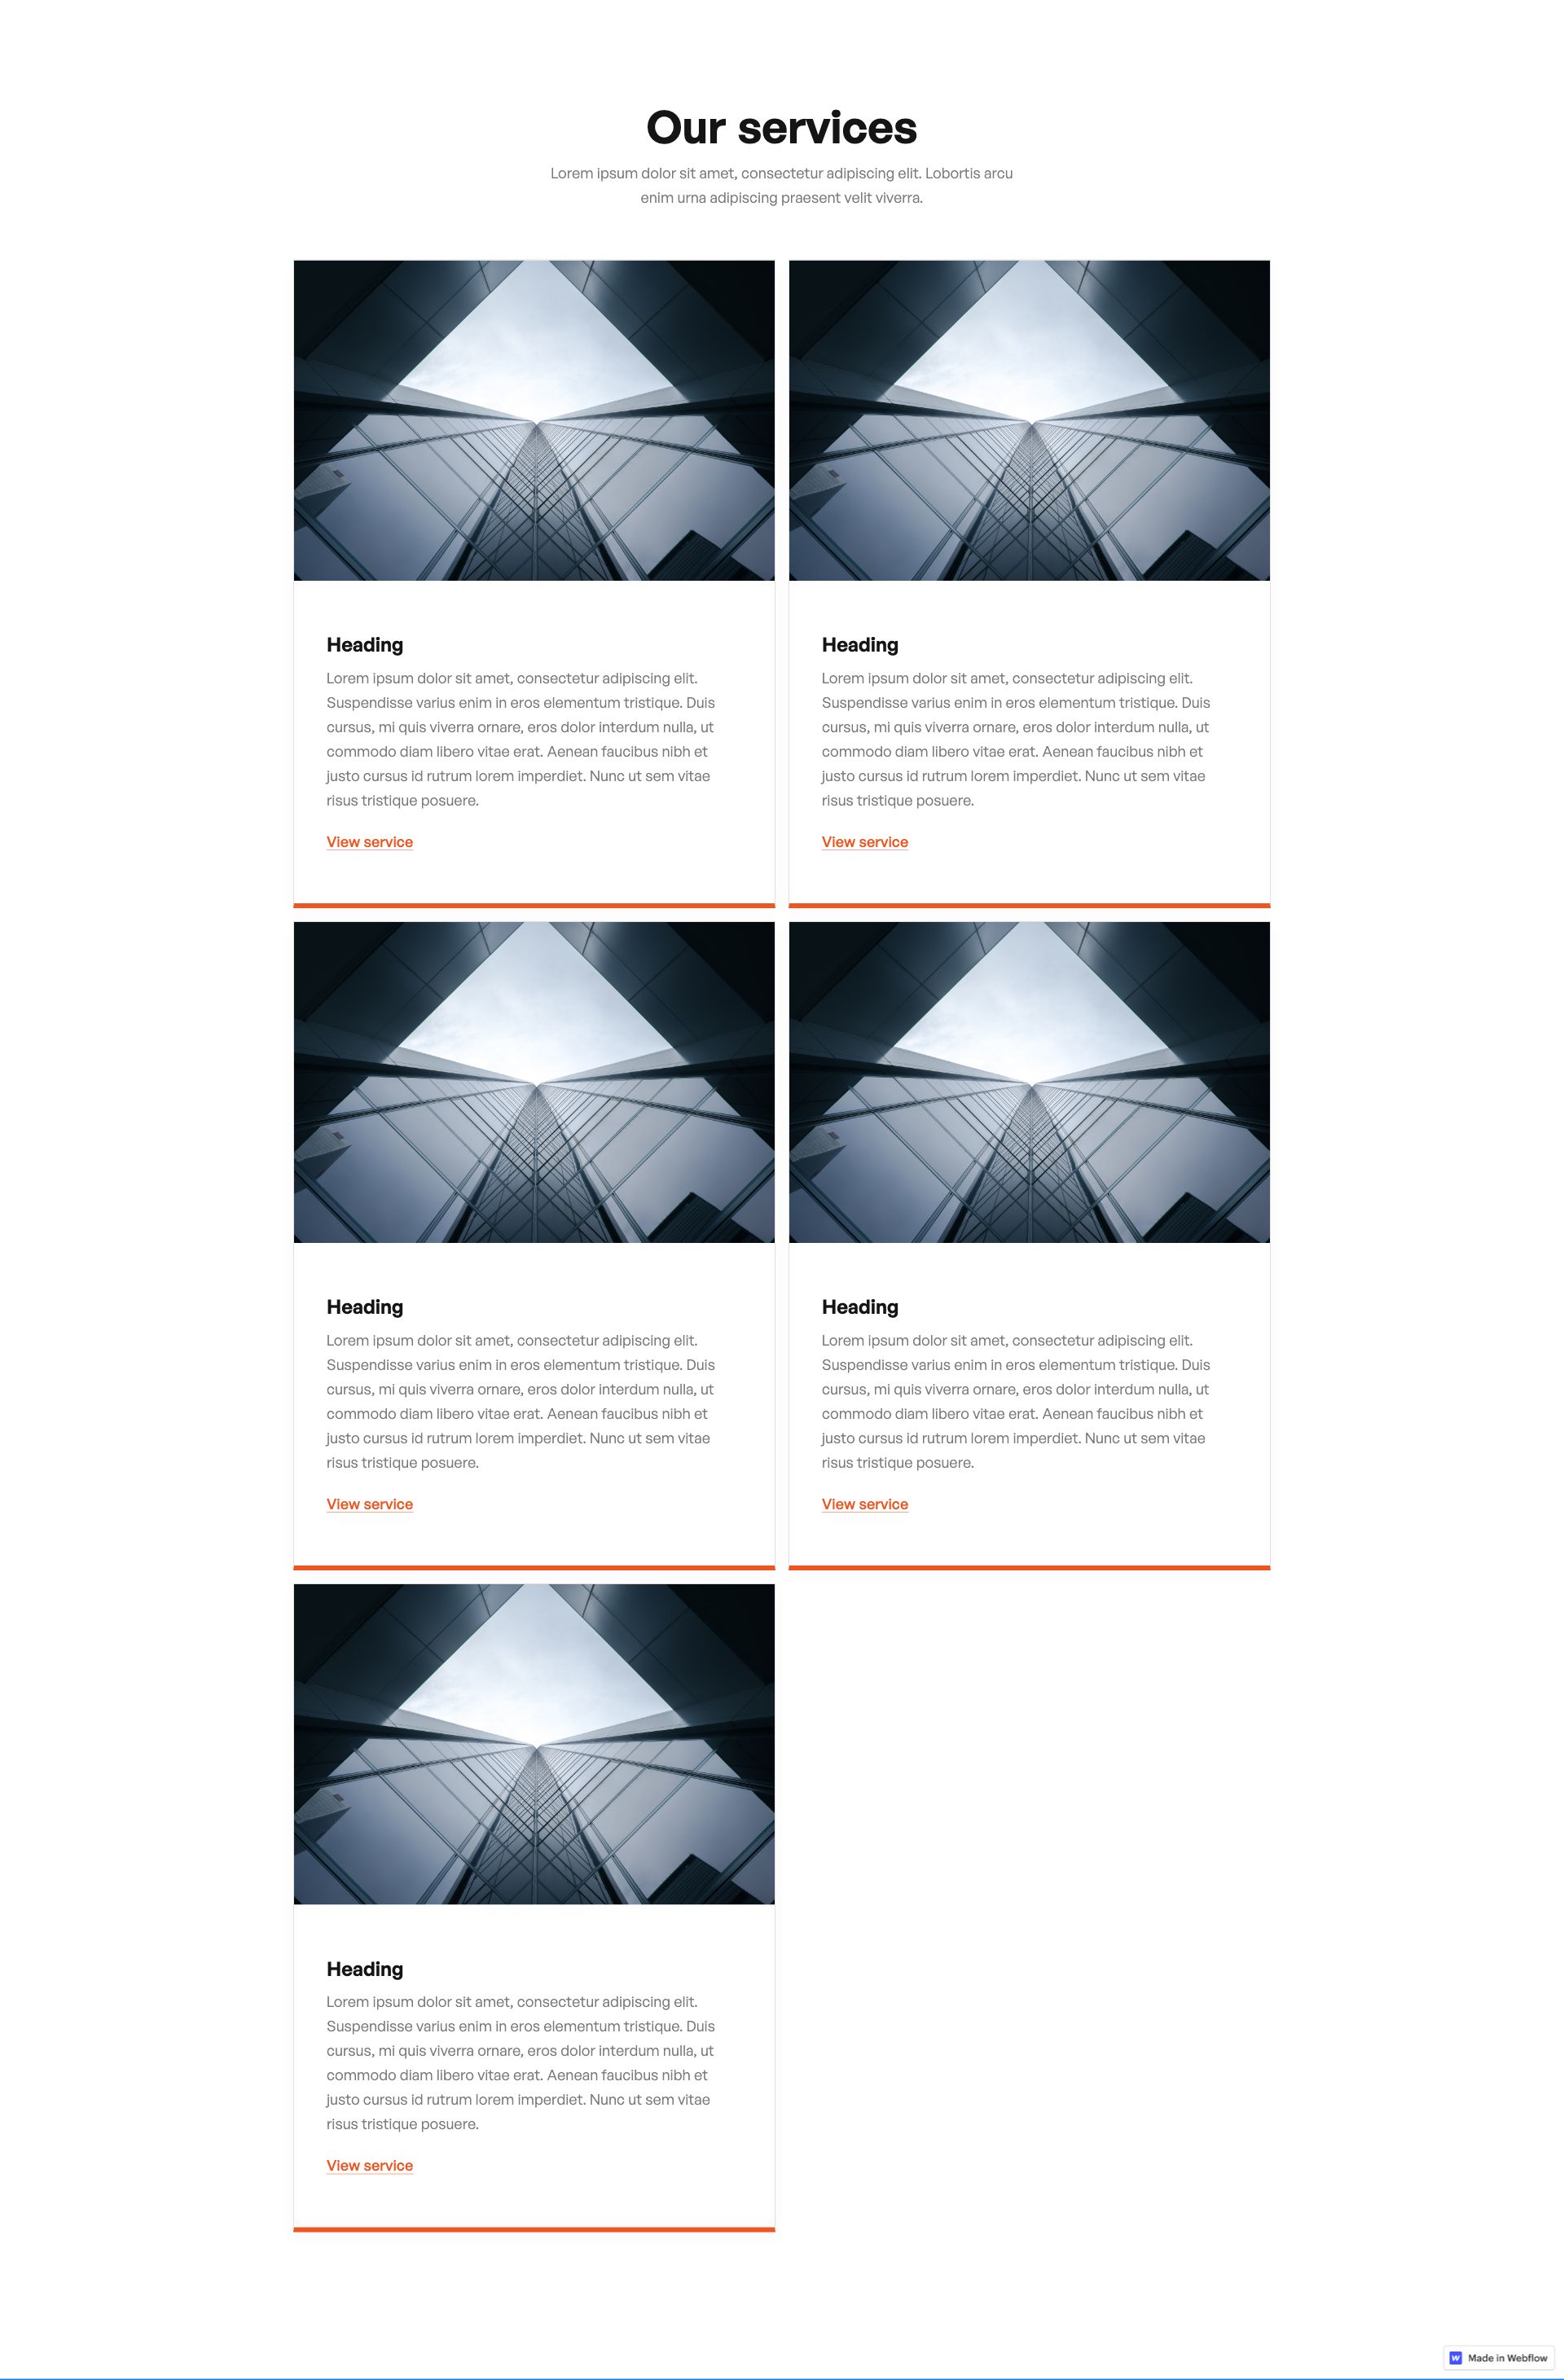 Our services
Lorem ipsum dolor sit amet, consectetur adipiscing elit. Lobortis arcu
enim urna adipiscing praesent velit viverra.
Heading
Lorem ipsum dolor sit amet, consectetur adipiscing elit.
Suspendisse varius enim in eros elementum tristique. Duis
cursus, mi quis viverra ornare, eros dolor interdum nulla, ut
commodo diam libero vitae erat. Aenean faucibus nibh et
justo cursus id rutrum lorem imperdiet. Nunc ut sem vitae
risus tristique posuere.
View service
Heading
Lorem ipsum dolor sit amet, consectetur adipiscing elit.
Suspendisse varius enim in eros elementum tristique. Duis
cursus, mi quis viverra ornare, eros dolor interdum nulla, ut
commodo diam libero vitae erat. Aenean faucibus nibh et
justo cursus id rutrum lorem imperdiet. Nunc ut sem vitae
risus tristique posuere.
View service
Heading
Lorem ipsum dolor sit amet, consectetur adipiscing elit.
Suspendisse varius enim in eros elementum tristique. Duis
cursus, mi quis viverra ornare, eros dolor interdum nulla, ut
commodo diam libero vitae erat. Aenean faucibus nibh et
justo cursus id rutrum lorem imperdiet. Nunc ut sem vitae
risus tristique posuere.
View service
Heading
Lorem ipsum dolor sit amet, consectetur adipiscing elit.
Suspendisse varius enim in eros elementum tristique. Duis
cursus, mi quis viverra ornare, eros dolor interdum nulla, ut
commodo diam libero vitae erat. Aenean faucibus nibh et
justo cursus id rutrum lorem imperdiet. Nunc ut sem vitae
risus tristique posuere.
View service
Heading
Lorem ipsum dolor sit amet, consectetur adipiscing elit.
Suspendisse varius enim in eros elementum tristique. Duis
cursus, mi quis viverra ornare, eros dolor interdum nulla, ut
commodo diam libero vitae erat. Aenean faucibus nibh et
justo cursus id rutrum lorem imperdiet. Nunc ut sem vitae
risus tristique posuere.
View service
Made in Webflow